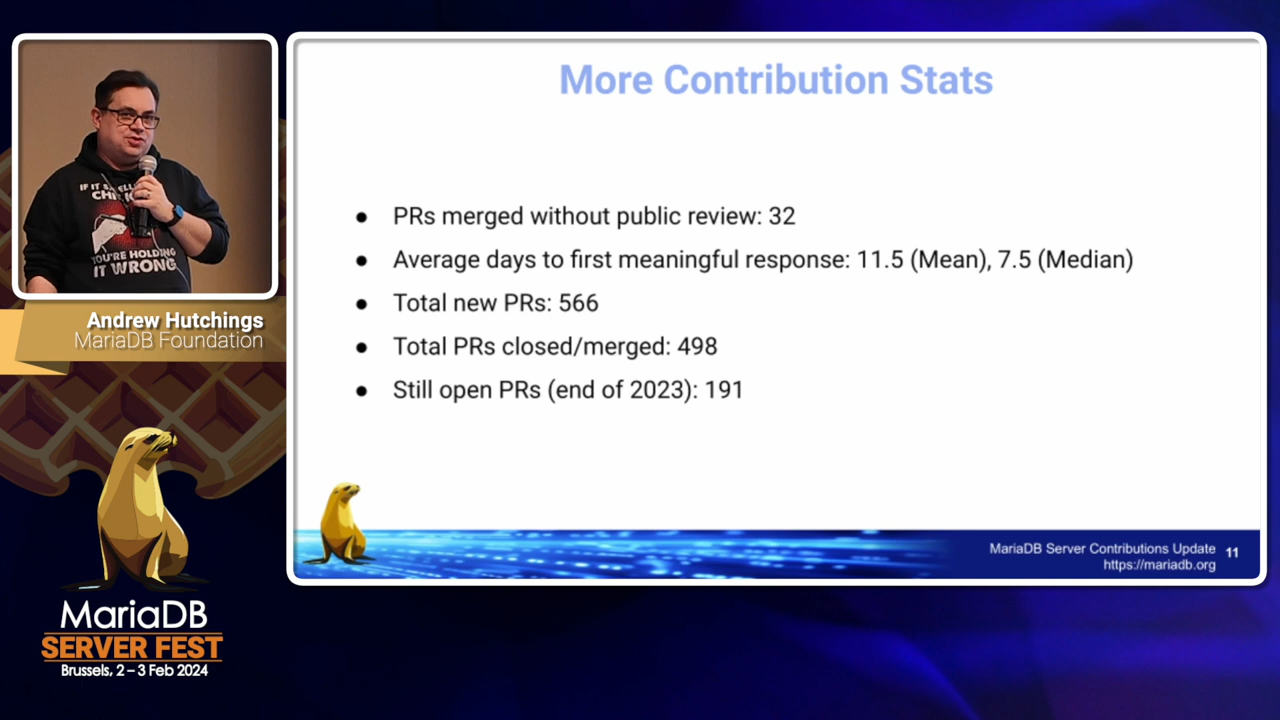 More Contribution Stats
● PRs merged without public review: 32
● Average days to first meaningful response: 11.5 (Mean), 7.5 (Median)
● Total new PRs: 566
● Total PRs closed/merged: 498
● Still open PRs (end of 2023): 191
MariaDB Server Contributions Update 11
https://mariadb.org
IF IT
YOU'RE HOLDING
IT WRONG
Andrew Hutchings
MariaDB Foundation
MariaDB
SERVER FEST
Brussels, 2 – 3 Feb 2024